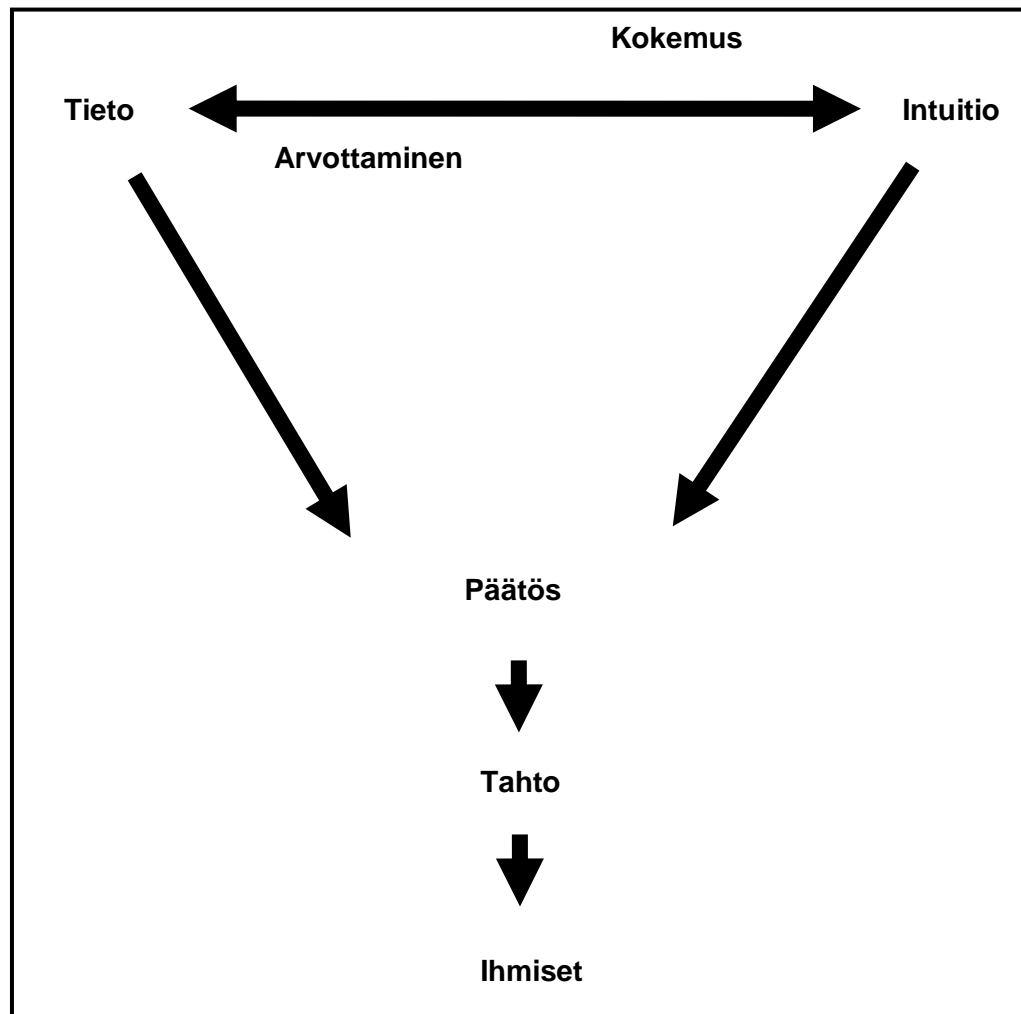 Kokemus
Tieto
Intuitio
Arvottaminen
Päätös
Tahto
Ihmiset